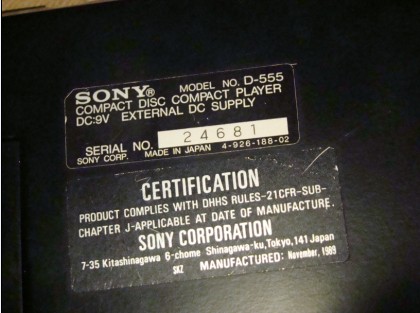 SONY® MODEL NO. D-555
COMPACT DISC COMPACT PLAYER
DC:9V EXTERNAL DC SUPPLY
SERIAL NO. 24681
SONY CORP. MADE IN JAPAN 4-926-188-02
CERTIFICATION
PRODUCT COMPLIES WITH DHHS RULES-21CFR-SUB-
CHAPTER J-APPLICABLE AT DATE OF MANUFACTURE.
SONY CORPORATION
7-35 Kitashinagawa 6-chome Shinagawa-ku,Tokyo,141 Japan
SKZ MANUFACTURED: November, 1989